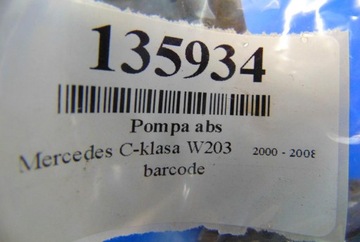 135934
Pompa abs
Mercedes C-klasa W203 2000 - 2008
barcode